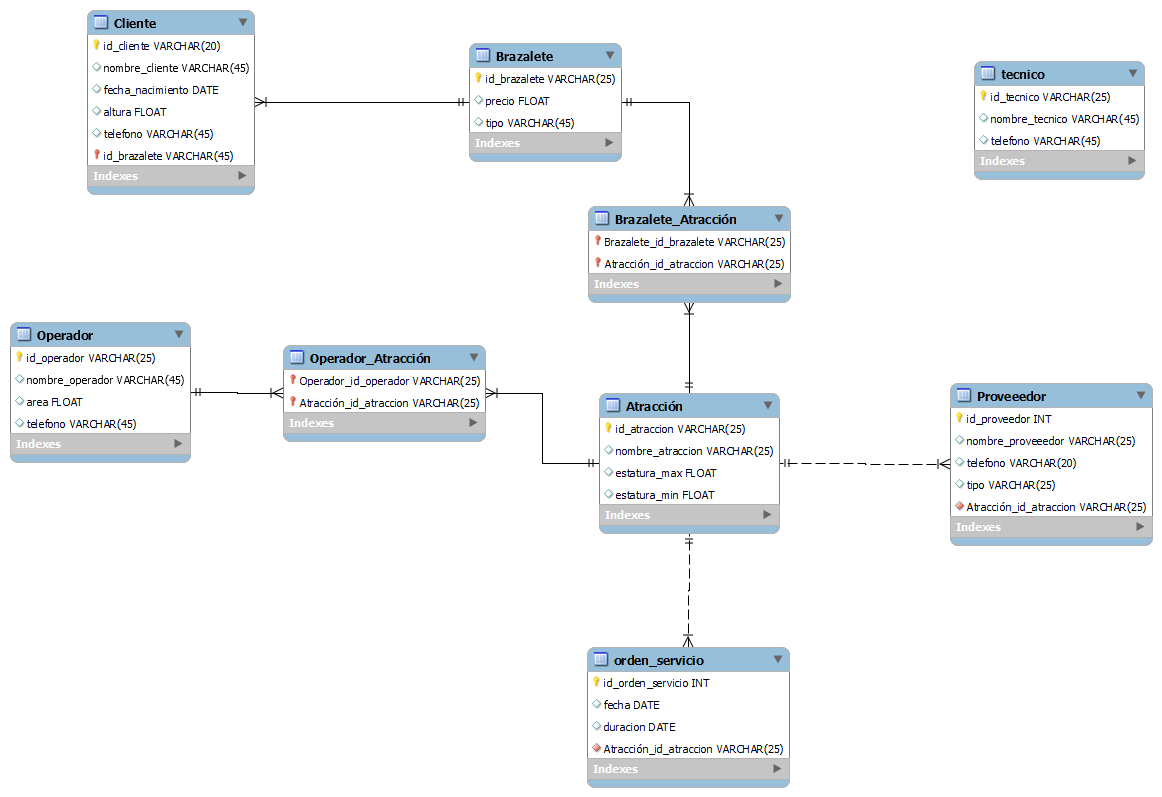 Cliente
id_cliente VARCHAR(20)
nombre_cliente VARCHAR(45)
fecha_nacimiento DATE
altura FLOAT
telefono VARCHAR(45)
id_brazalete VARCHAR(45)
Indexes
Brazalete
id_brazalete VARCHAR(25)
precio FLOAT
tipo VARCHAR(45)
Indexes
tecnico
id_tecnico VARCHAR(25)
nombre_tecnico VARCHAR(45)
telefono VARCHAR(45)
Indexes
Brazalete_Atracción
Brazalete_id_brazalete VARCHAR(25)
Atracción_id_atraccion VARCHAR(25)
Indexes
Operador
id_operador VARCHAR(25)
nombre_operador VARCHAR(45)
area FLOAT
telefono VARCHAR(45)
Indexes
Operador_Atracción
Operador_id_operador VARCHAR(25)
Atracción_id_atraccion VARCHAR(25)
Indexes
Atracción
id_atraccion VARCHAR(25)
nombre_atraccion VARCHAR(25)
estatura_max FLOAT
estatura_min FLOAT
Indexes
Proveeedor
id_proveedor INT
nombre_proveeedor VARCHAR(25)
telefono VARCHAR(20)
tipo VARCHAR(25)
Atracción_id_atraccion VARCHAR(25)
Indexes
orden_servicio
id_orden_servicio INT
fecha DATE
duracion DATE
Atracción_id_atraccion VARCHAR(25)
Indexes